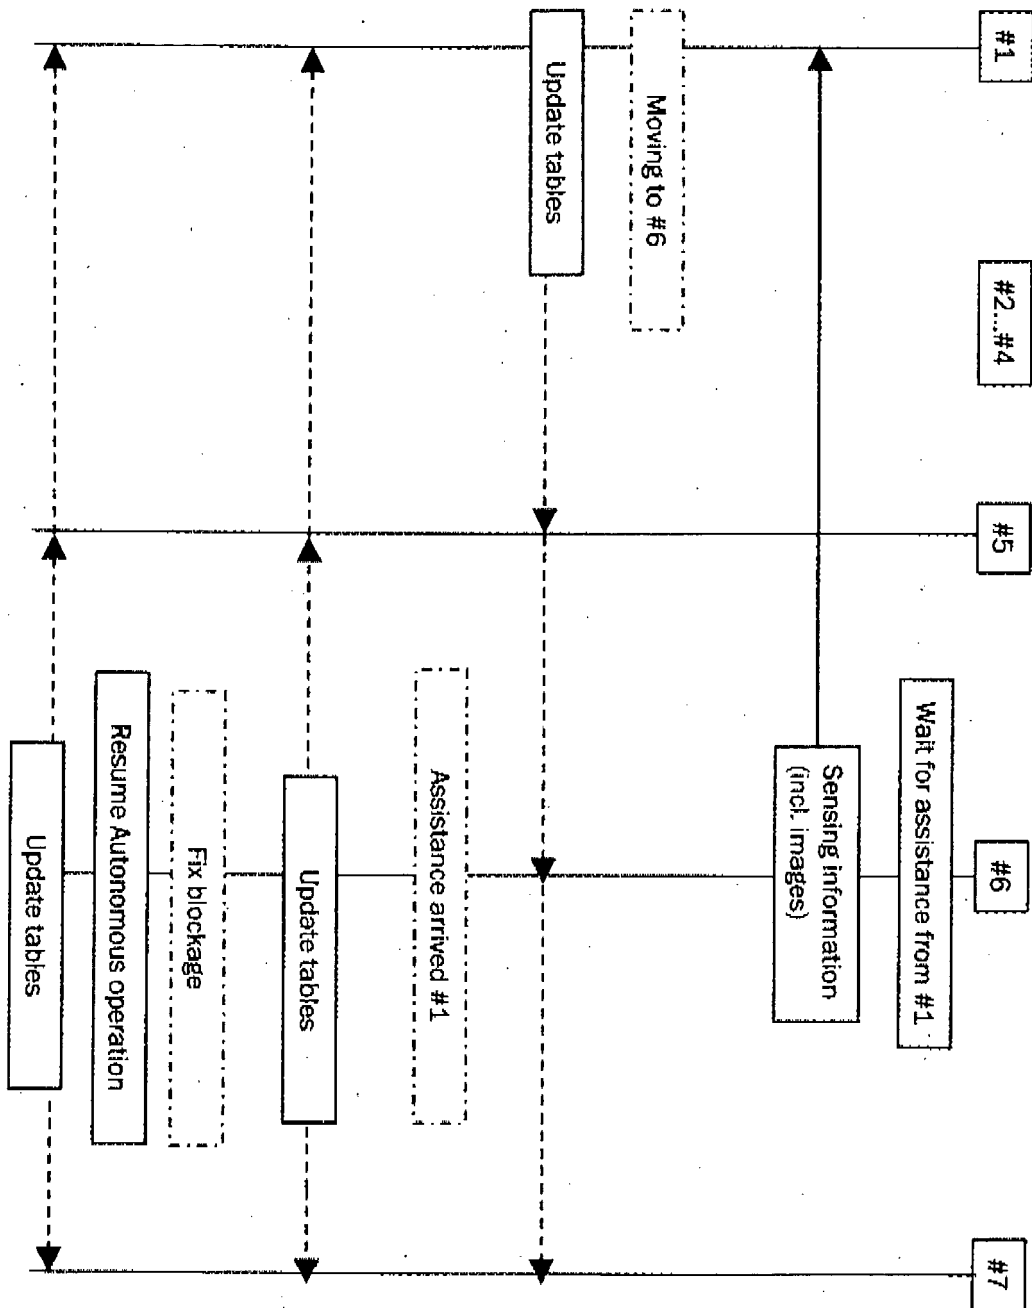 #1
#2...#4
#5
#6
#7
Wait for assistance from #1
Sensing information
(incl. images)
Moving to #6
Update tables
Assistance arrived #1
Update tables
Fix blockage
Resume Autonomous operation
Update tables